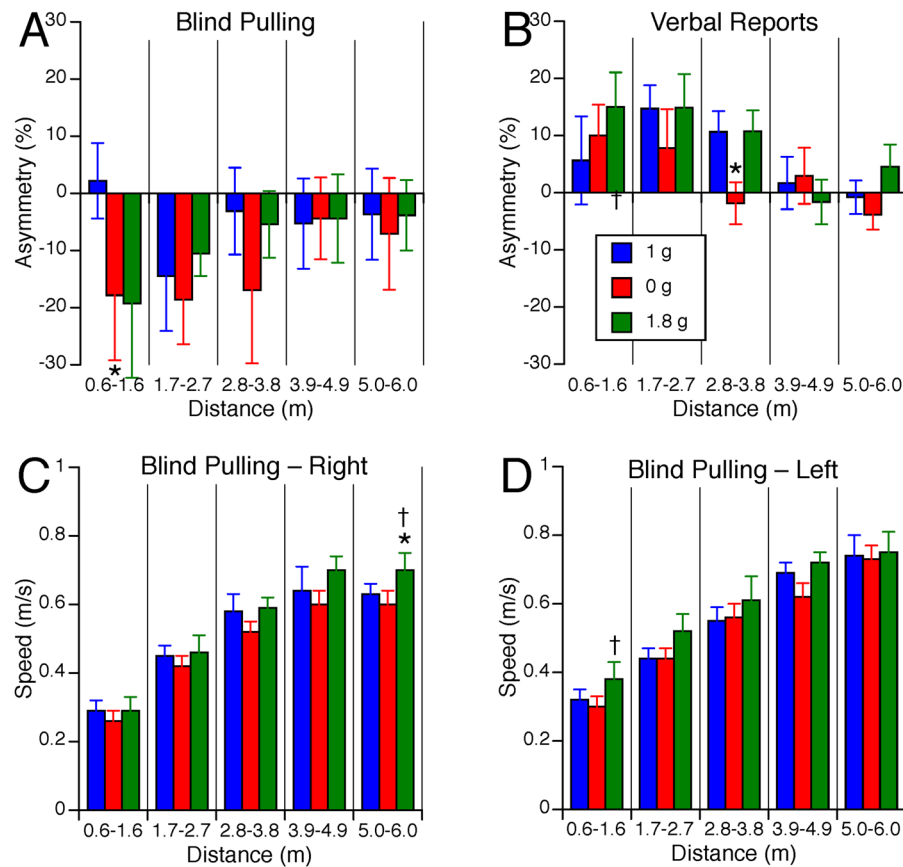 A
Blind Pulling
30
20
10
0
-10
-20
-30
Asymmetry (%)
*
0.6-1.6 1.7-2.7 2.8-3.8 3.9-4.9 5.0-6.0
Distance (m)
B
Verbal Reports
30
20
10
0
-10
-20
-30
Asymmetry (%)
*
†
1 g
0 g
1.8 g
0.6-1.6 1.7-2.7 2.8-3.8 3.9-4.9 5.0-6.0
Distance (m)
C
Blind Pulling – Right
1
0.8
0.6
0.4
0.2
0
Speed (m/s)
†
*
0.6-1.6 1.7-2.7 2.8-3.8 3.9-4.9 5.0-6.0
Distance (m)
D
Blind Pulling – Left
1
0.8
0.6
0.4
0.2
0
Speed (m/s)
†
0.6-1.6 1.7-2.7 2.8-3.8 3.9-4.9 5.0-6.0
Distance (m)